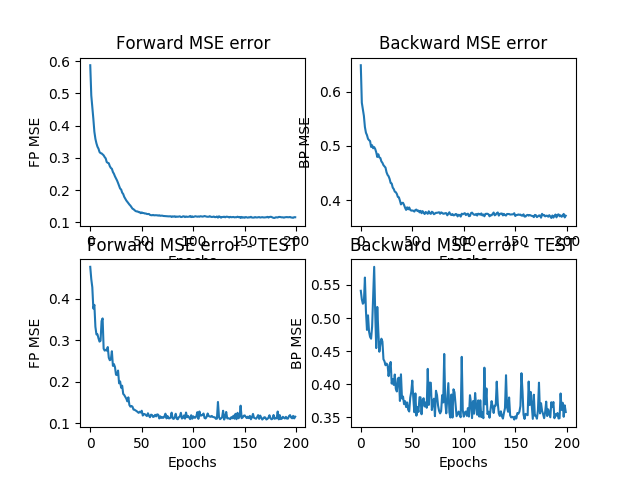 Forward MSE error
Backward MSE error
0.6
0.5
0.4
0.3
0.2
0.1
FP MSE
0 50 100 150 200
0.6
0.5
0.4
BP MSE
0 50 100 150 200
Epochs
Epochs
Forward MSE error - TEST
Backward MSE error - TEST
0.4
0.3
0.2
0.1
FP MSE
0 50 100 150 200
Epochs
0.55
0.50
0.45
0.40
0.35
BP MSE
0 50 100 150 200
Epochs